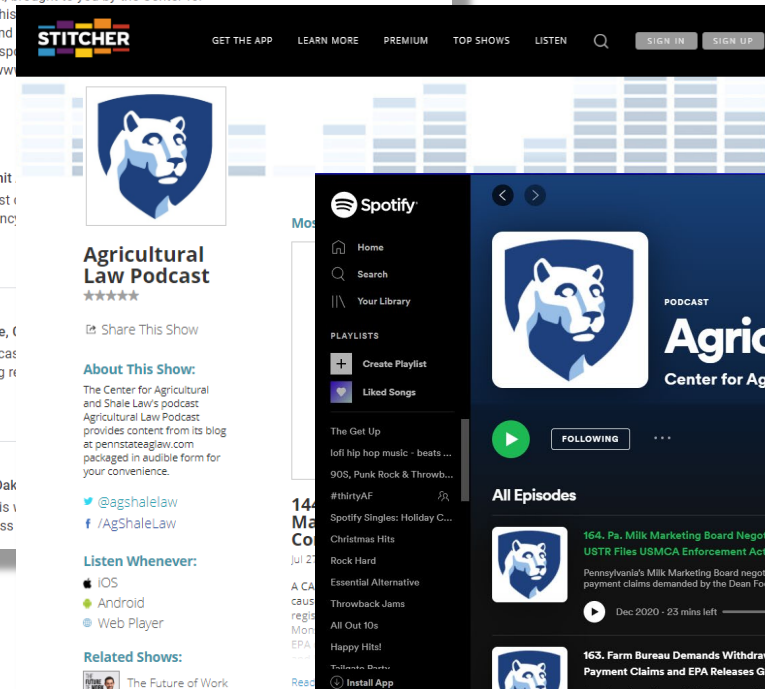 STITCHER
GET THE APP
LEARN MORE
PREMIUM
TOP SHOWS
LISTEN
SIGN IN
SIGN UP
Agricultural
Law Podcast
Share This Show
About This Show:
The Center for Agricultural
and Shale Law's podcast
Agricultural Law Podcast
provides content from its blog
at pennstateaglaw.com
packaged in audible form for
your convenience.
@agshalelaw
/AgShaleLaw
Listen Whenever:
iOS
Android
Web Player
Related Shows:
The Future of Work
Spotify
Home
Search
Your Library
PLAYLISTS
Create Playlist
Liked Songs
The Get Up
lofi hip hop music - beats ...
90S, Punk Rock & Throwb...
#thirtyAF
Spotify Singles: Holiday C...
Christmas Hits
Rock Hard
Essential Alternative
Throwback Jams
All Out 10s
Happy Hits!
Tailgate Party
Install App
PODCAST
Agric
Center for Ag
FOLLOWING
All Episodes
164. Pa. Milk Marketing Board Negot
USTR Files USMCA Enforcement Act
Pennsylvania's Milk Marketing Board negot
payment claims demanded by the Dean Foo
Dec 2020 - 23 mins left
163. Farm Bureau Demands Withdraw
Payment Claims and EPA Releases G